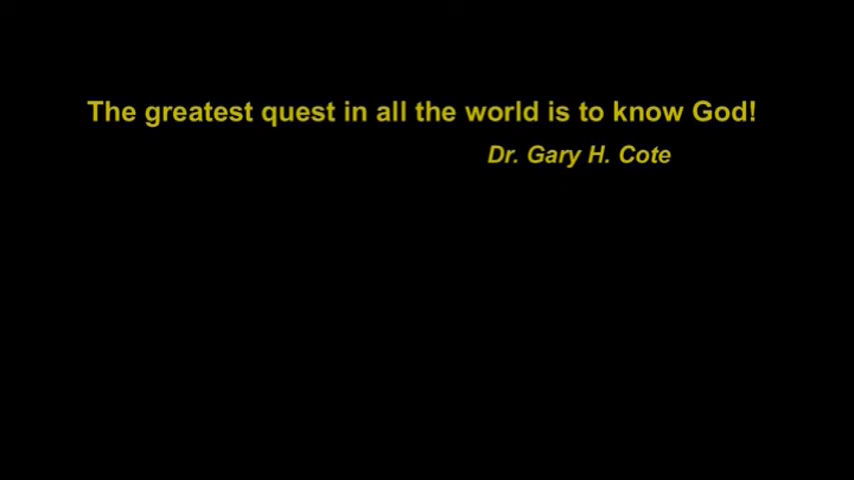 The greatest quest in all the world is to know God!
Dr. Gary H. Cote